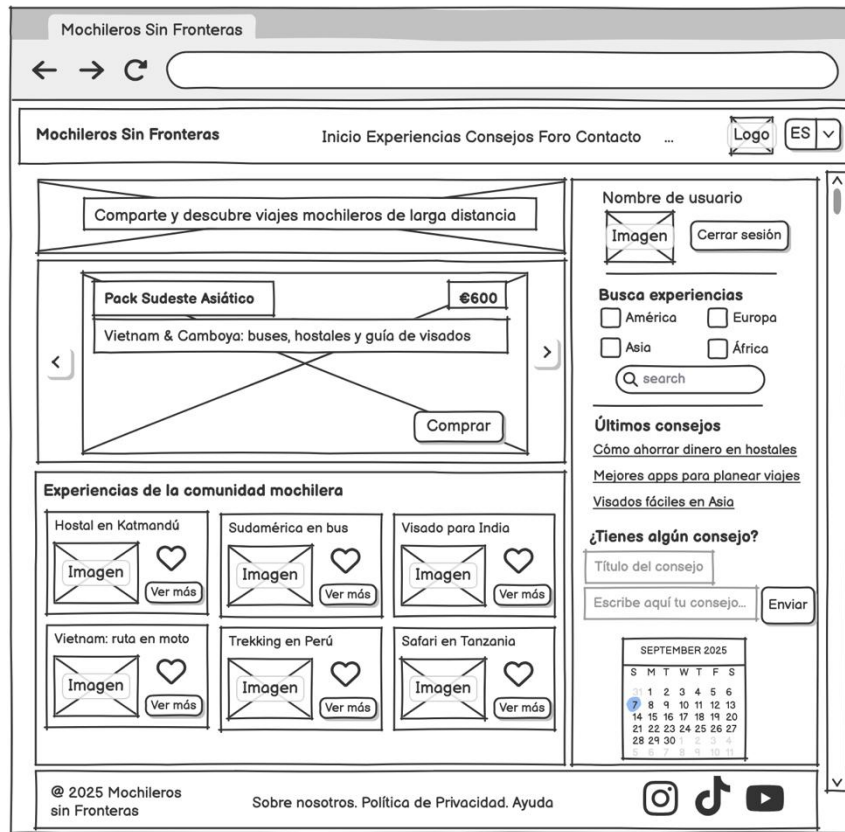 Mochileros Sin Fronteras
Mochileros Sin Fronteras
Inicio Experiencias Consejos Foro Contacto ...
Logo
ES
Comparte y descubre viajes mochileros de larga distancia
Pack Sudeste Asiático
€600
Vietnam & Camboya: buses, hostales y guía de visados
Comprar
Experiencias de la comunidad mochilera
Hostal en Katmandú
Imagen
Ver más
Sudamérica en bus
Imagen
Ver más
Visado para India
Imagen
Ver más
Vietnam: ruta en moto
Imagen
Ver más
Trekking en Perú
Imagen
Ver más
Safari en Tanzania
Imagen
Ver más
Nombre de usuario
Imagen
Cerrar sesión
Busca experiencias
América
Europa
Asia
África
search
Últimos consejos
Cómo ahorrar dinero en hostales
Mejores apps para planear viajes
Visados fáciles en Asia
¿Tienes algún consejo?
Título del consejo
Escribe aquí tu consejo...
Enviar
SEPTEMBER 2025
S M T W T F S
31 1 2 3 4 5 6
7 8 9 10 11 12 13
14 15 16 17 18 19 20
21 22 23 24 25 26 27
28 29 30 1 2 3 4
5 6 7 8 9 10 11
@ 2025 Mochileros
sin Fronteras
Sobre nosotros. Política de Privacidad. Ayuda